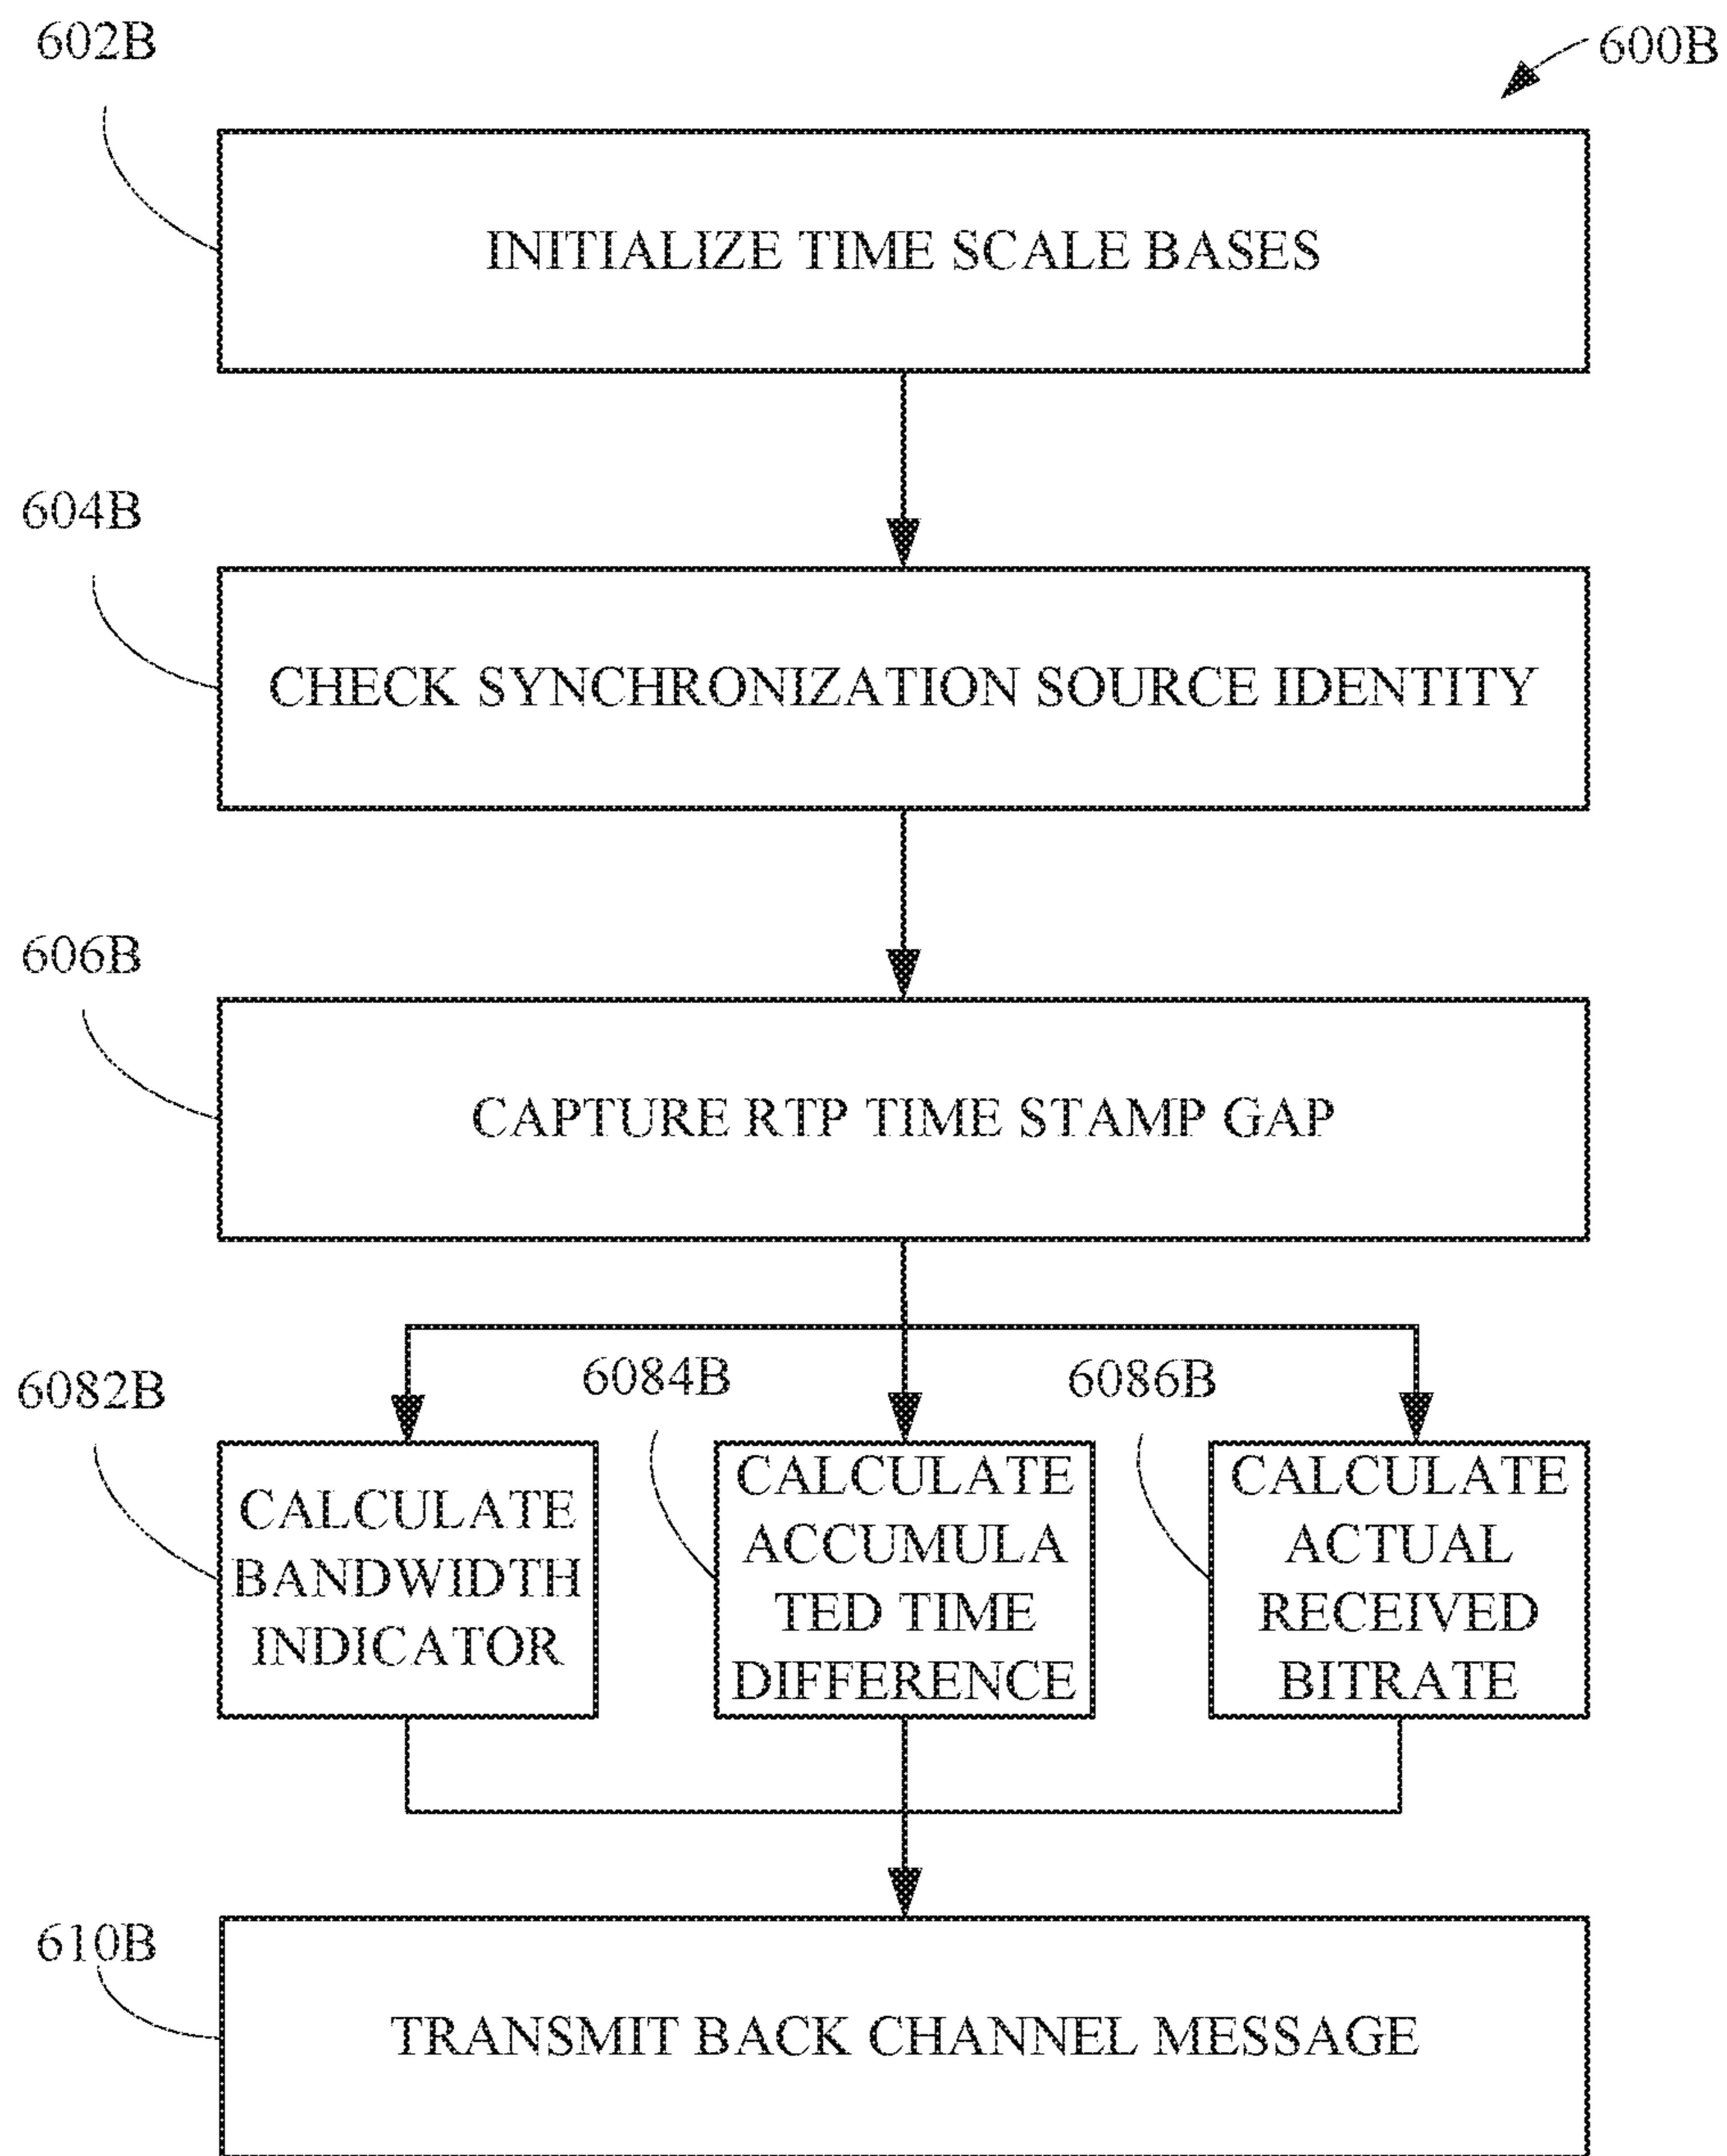 602B
600B
INITIALIZE TIME SCALE BASES
604B
CHECK SYNCHRONIZATION SOURCE IDENTITY
606B
CAPTURE RTP TIME STAMP GAP
6082B
CALCULATE
BANDWIDTH
INDICATOR
6084B
CALCULATE
ACCUMULA
TED TIME
DIFFERENCE
6086B
CALCULATE
ACTUAL
RECEIVED
BITRATE
610B
TRANSMIT BACK CHANNEL MESSAGE